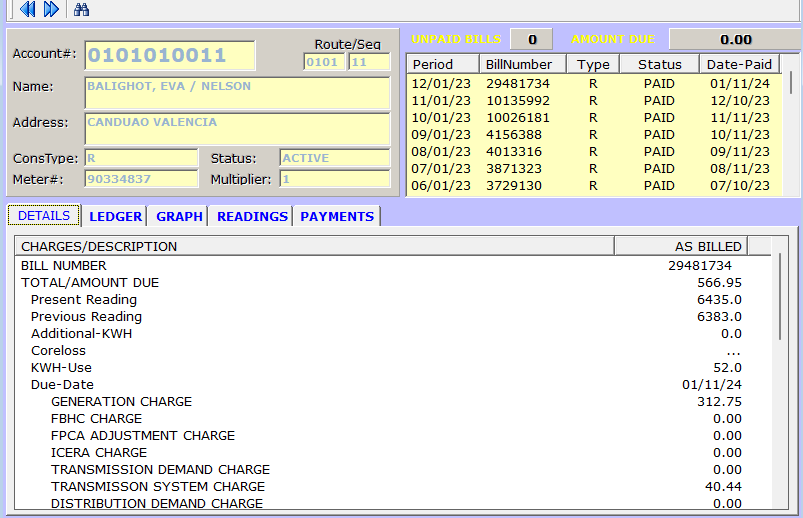 UNPAID BILLS 0 AMOUNT DUE 0.00
Account#: 0101010011 Route/Seq 0101 11
Name: BALIGHOT, EVA / NELSON
Address: CANDUAO VALENCIA
ConsType: R Status: ACTIVE
Meter#: 90334837 Multiplier: 1
Period BillNumber Type Status Date-Paid
12/01/23 29481734 R PAID 01/11/24
11/01/23 10135992 R PAID 12/10/23
10/01/23 10026181 R PAID 11/11/23
09/01/23 4156388 R PAID 10/11/23
08/01/23 4013316 R PAID 09/11/23
07/01/23 3871323 R PAID 08/11/23
06/01/23 3729130 R PAID 07/10/23
DETAILS LEDGER GRAPH READINGS PAYMENTS
CHARGES/DESCRIPTION AS BILLED
BILL NUMBER 29481734
TOTAL/AMOUNT DUE 566.95
Present Reading 6435.0
Previous Reading 6383.0
Additional-KWH 0.0
Coreloss ...
KWH-Use 52.0
Due-Date 01/11/24
GENERATION CHARGE 312.75
FBHC CHARGE 0.00
FPCA ADJUSTMENT CHARGE 0.00
ICERA CHARGE 0.00
TRANSMISSION DEMAND CHARGE 0.00
TRANSMISSON SYSTEM CHARGE 40.44
DISTRIBUTION DEMAND CHARGE 0.00